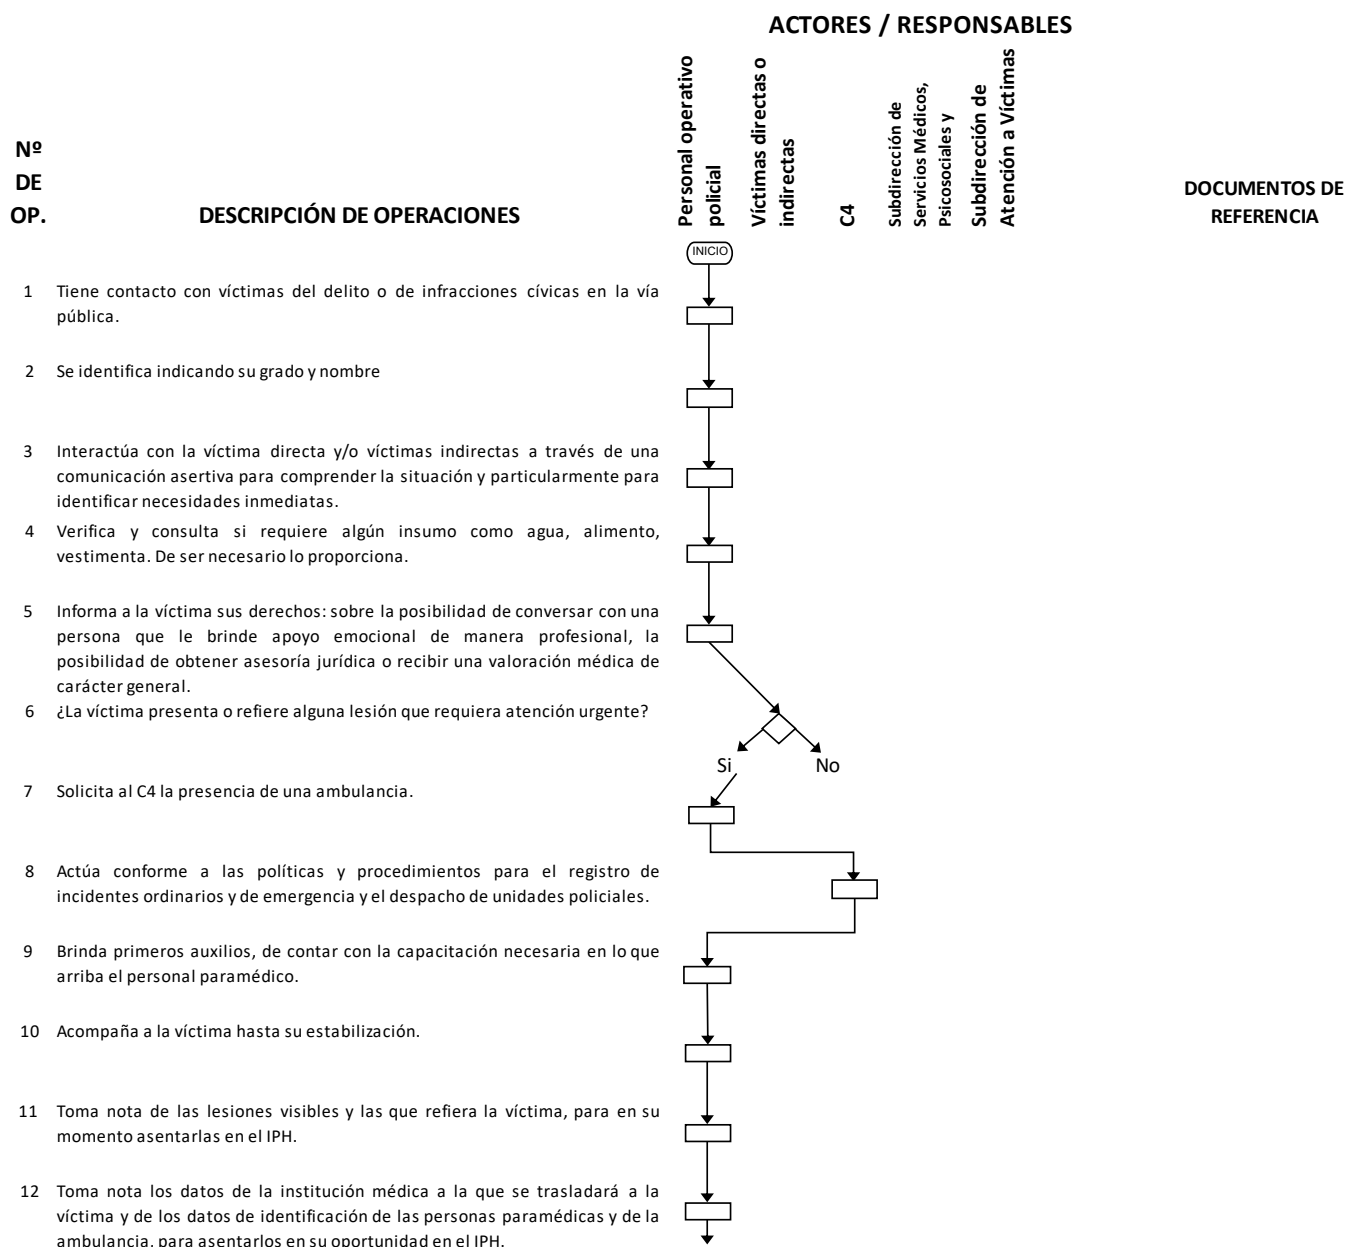 ACTORES / RESPONSABLES
Nº
DE
OP.
DESCRIPCIÓN DE OPERACIONES
Personal operativo
policial
Víctimas directas o
indirectas
C4
Subdirección de
Servicios Médicos,
Psicosociales y
Subdirección de
Atención a Víctimas
DOCUMENTOS DE
REFERENCIA
INICIO
1 Tiene contacto con víctimas del delito o de infracciones cívicas en la vía
pública.
2 Se identifica indicando su grado y nombre
3 Interactúa con la víctima directa y/o víctimas indirectas a través de una
comunicación asertiva para comprender la situación y particularmente para
identificar necesidades inmediatas.
4 Verifica y consulta si requiere algún insumo como agua, alimento,
vestimenta. De ser necesario lo proporciona.
5 Informa a la víctima sus derechos: sobre la posibilidad de conversar con una
persona que le brinde apoyo emocional de manera profesional, la
posibilidad de obtener asesoría jurídica o recibir una valoración médica de
carácter general.
6 ¿La víctima presenta o refiere alguna lesión que requiera atención urgente?
Si No
7 Solicita al C4 la presencia de una ambulancia.
8 Actúa conforme a las políticas y procedimientos para el registro de
incidentes ordinarios y de emergencia y el despacho de unidades policiales.
9 Brinda primeros auxilios, de contar con la capacitación necesaria en lo que
arriba el personal paramédico.
10 Acompaña a la víctima hasta su estabilización.
11 Toma nota de las lesiones visibles y las que refiera la víctima, para en su
momento asentarlas en el IPH.
12 Toma nota los datos de la institución médica a la que se trasladará a la
víctima y de los datos de identificación de las personas paramédicas y de la
ambulancia, para asentarlos en su oportunidad en el IPH.